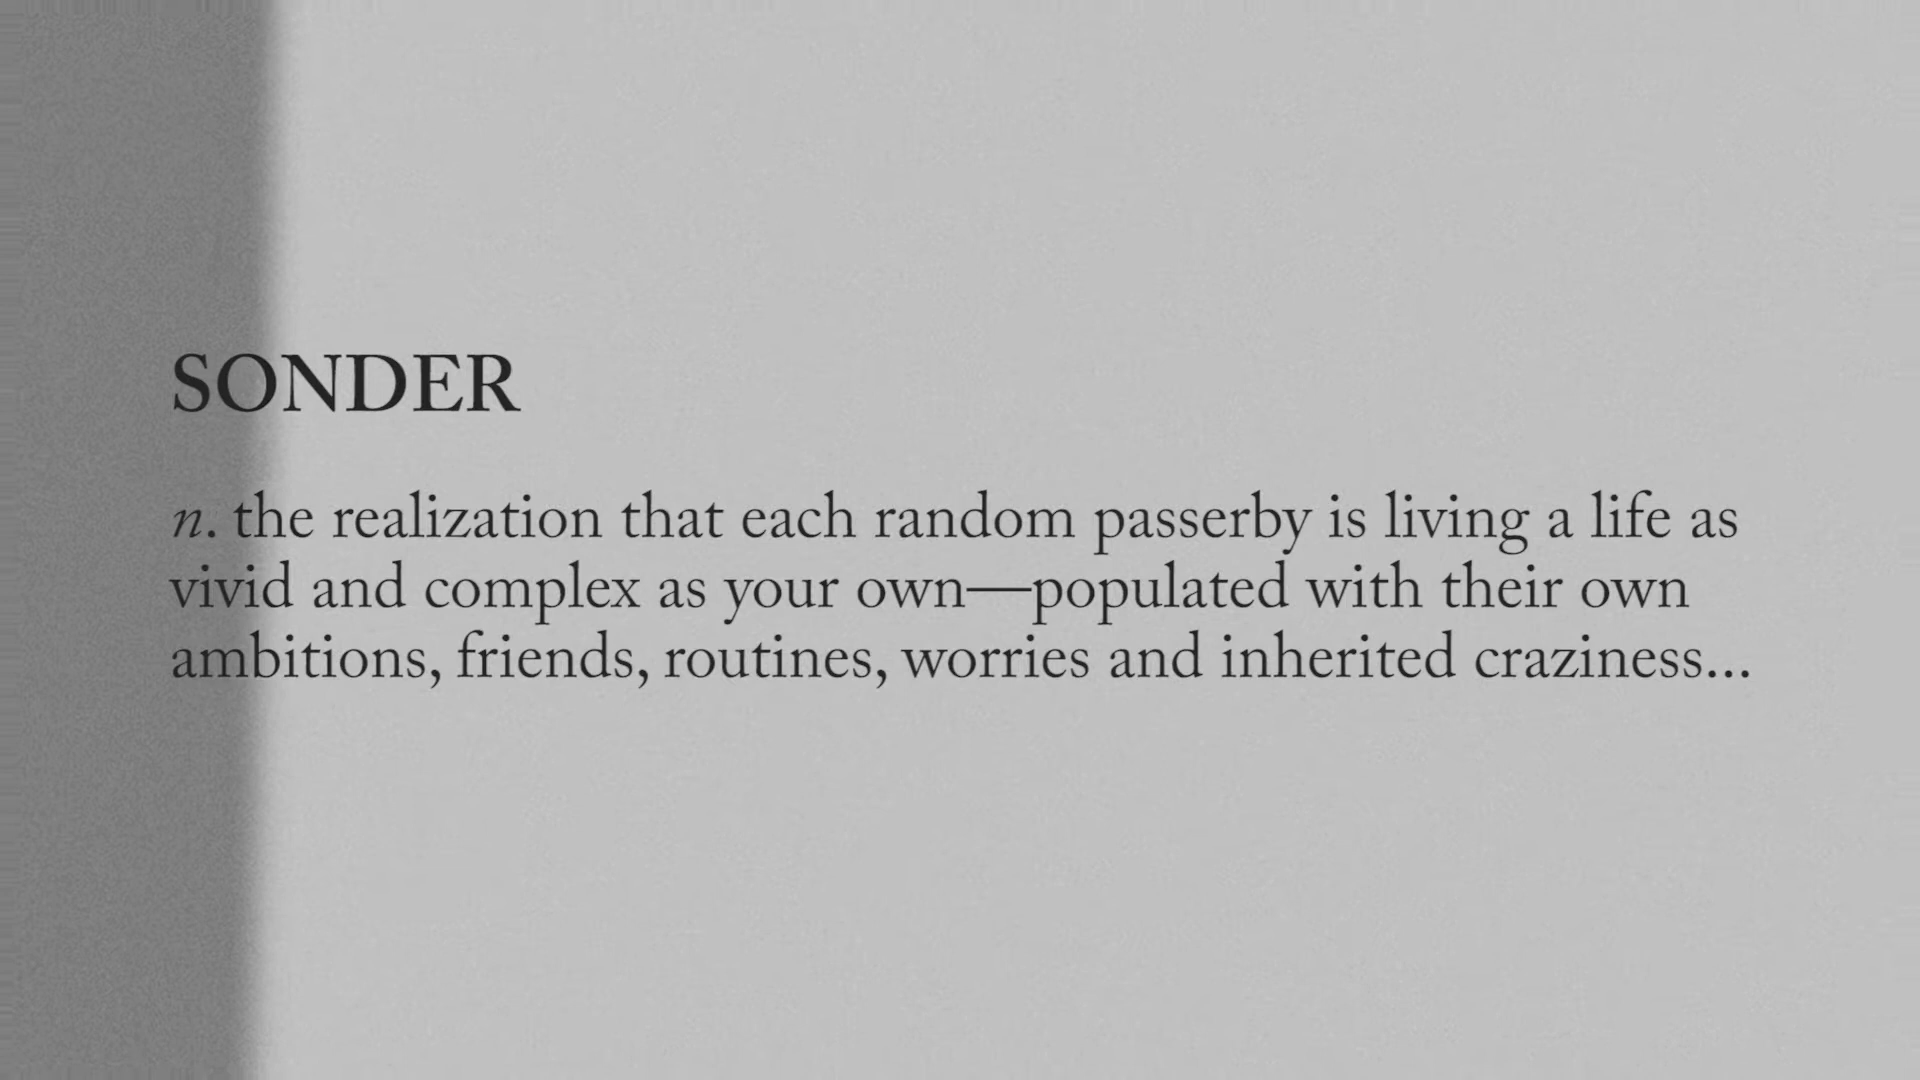 SONDER
n. the realization that each random passerby is living a life as
vivid and complex as your own—populated with their own
ambitions, friends, routines, worries and inherited craziness...